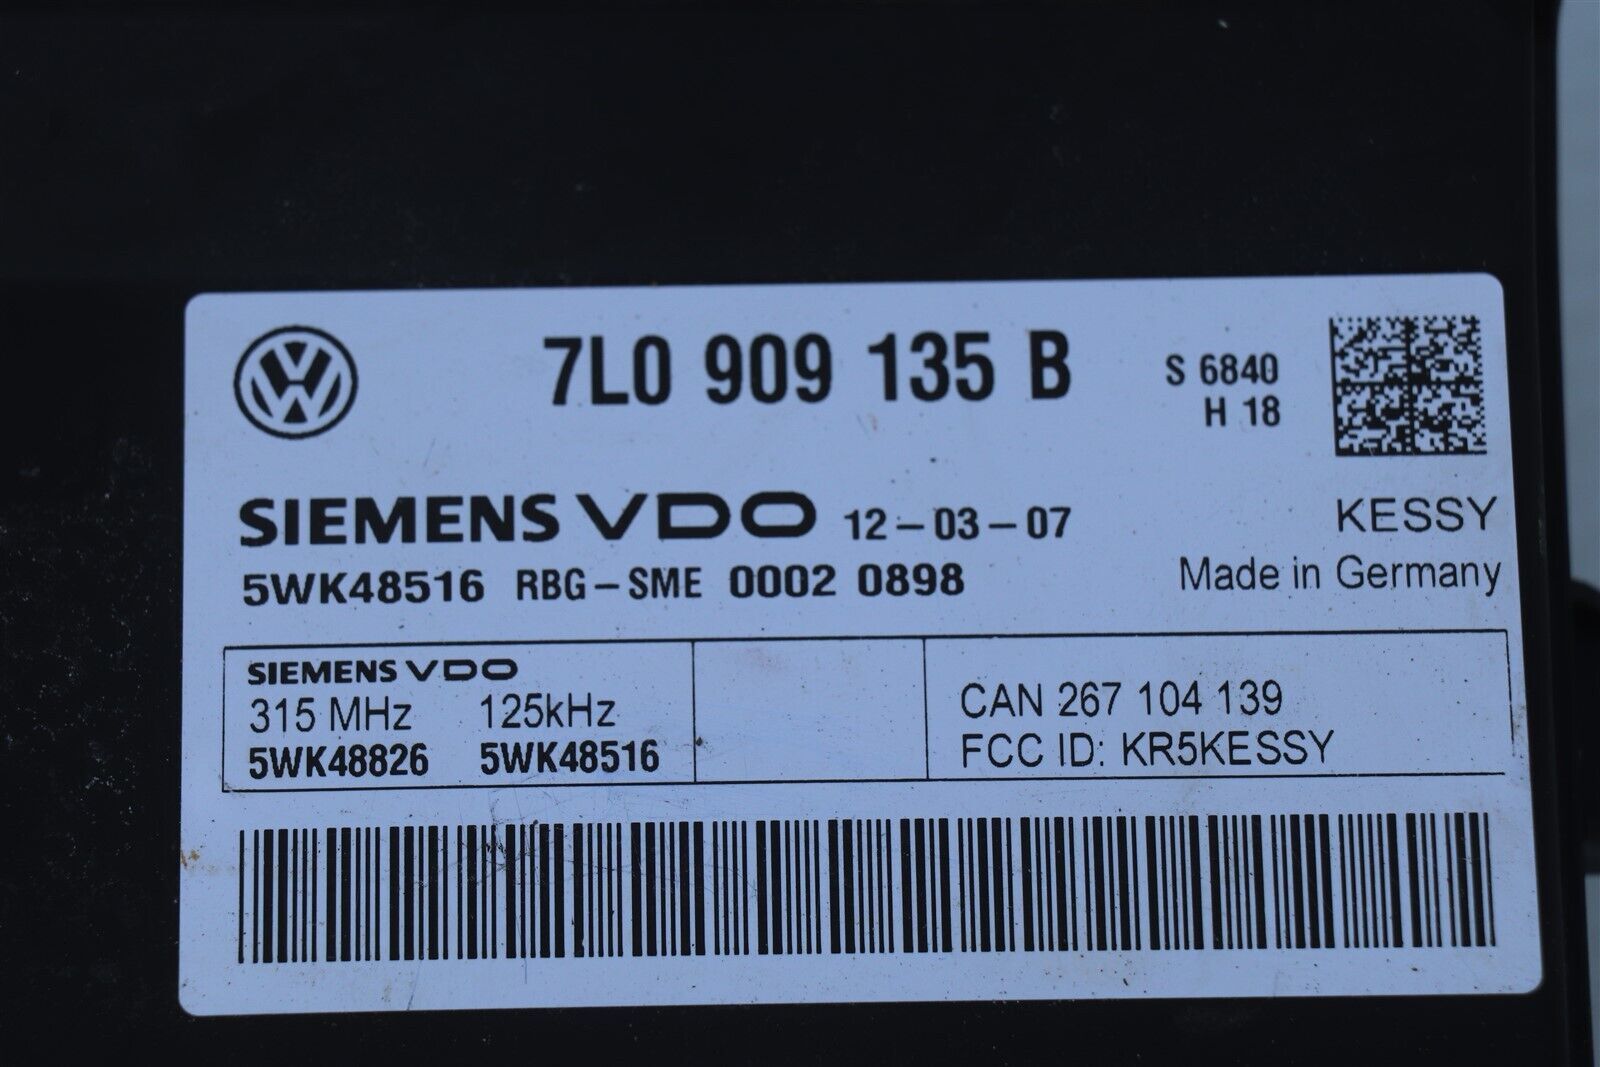 7L0 909 135 B
S 6840
H 18
SIEMENS VDO 12-03-07
KESSY
5WK48516 RBG-SME 0002 0898
Made in Germany
SIEMENS VDO
315 MHz 125kHz
5WK48826 5WK48516
CAN 267 104 139
FCC ID: KR5KESSY